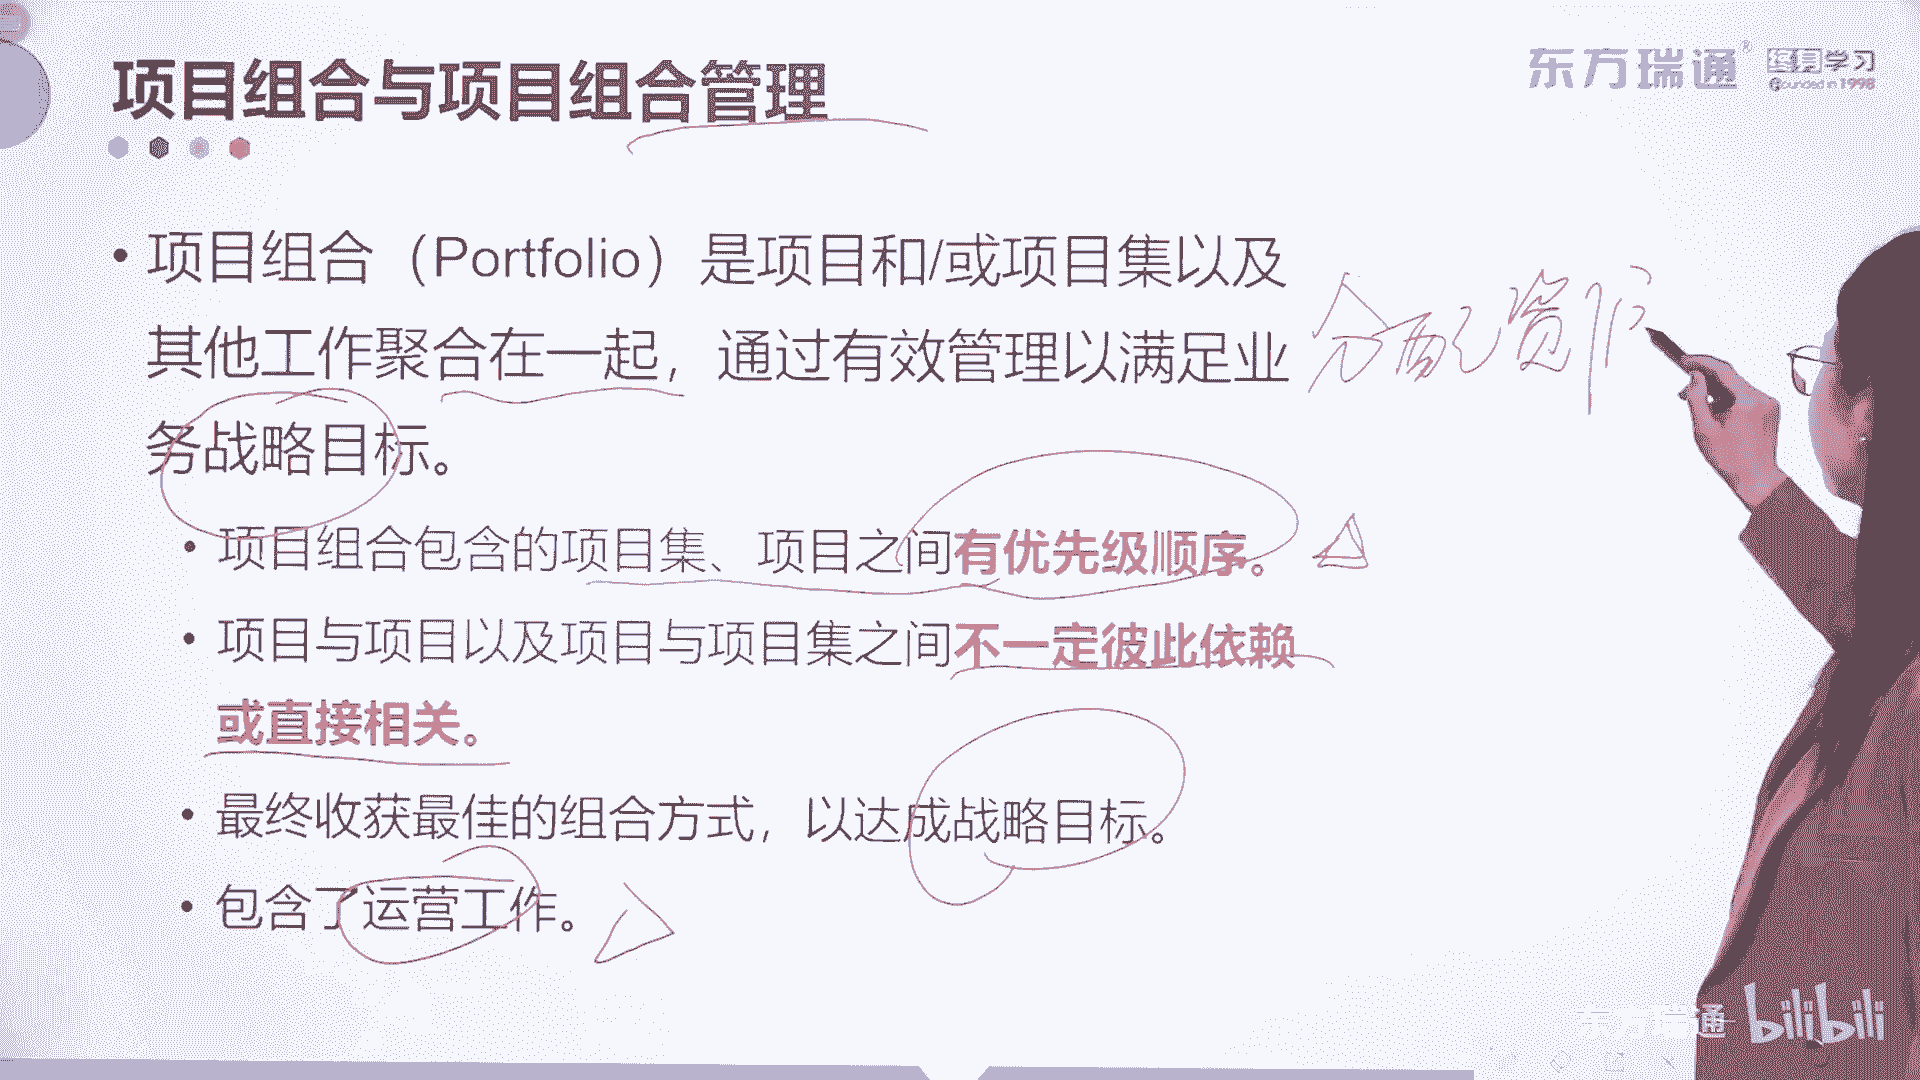 项目组合与项目组合管理
东方瑞通® 终身学习
Founded in 1998
• 项目组合（Portfolio）是项目和/或项目集以及
其他工作聚合在一起，通过有效管理以满足业
务战略目标。
分配资
• 项目组合包含的项目集、项目之间有优先级顺序。
• 项目与项目以及项目与项目集之间不一定彼此依赖
或直接相关。
• 最终收获最佳的组合方式，以达成战略目标。
• 包含了运营工作。
东方瑞通
bilibili